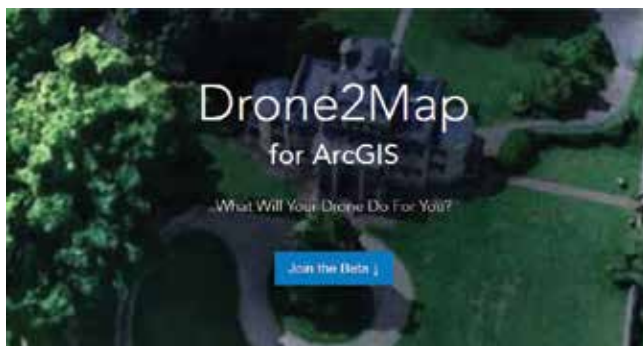 Drone2Map
for ArcGIS
...What Will Your Drone Do For You?
Join the Beta ↓